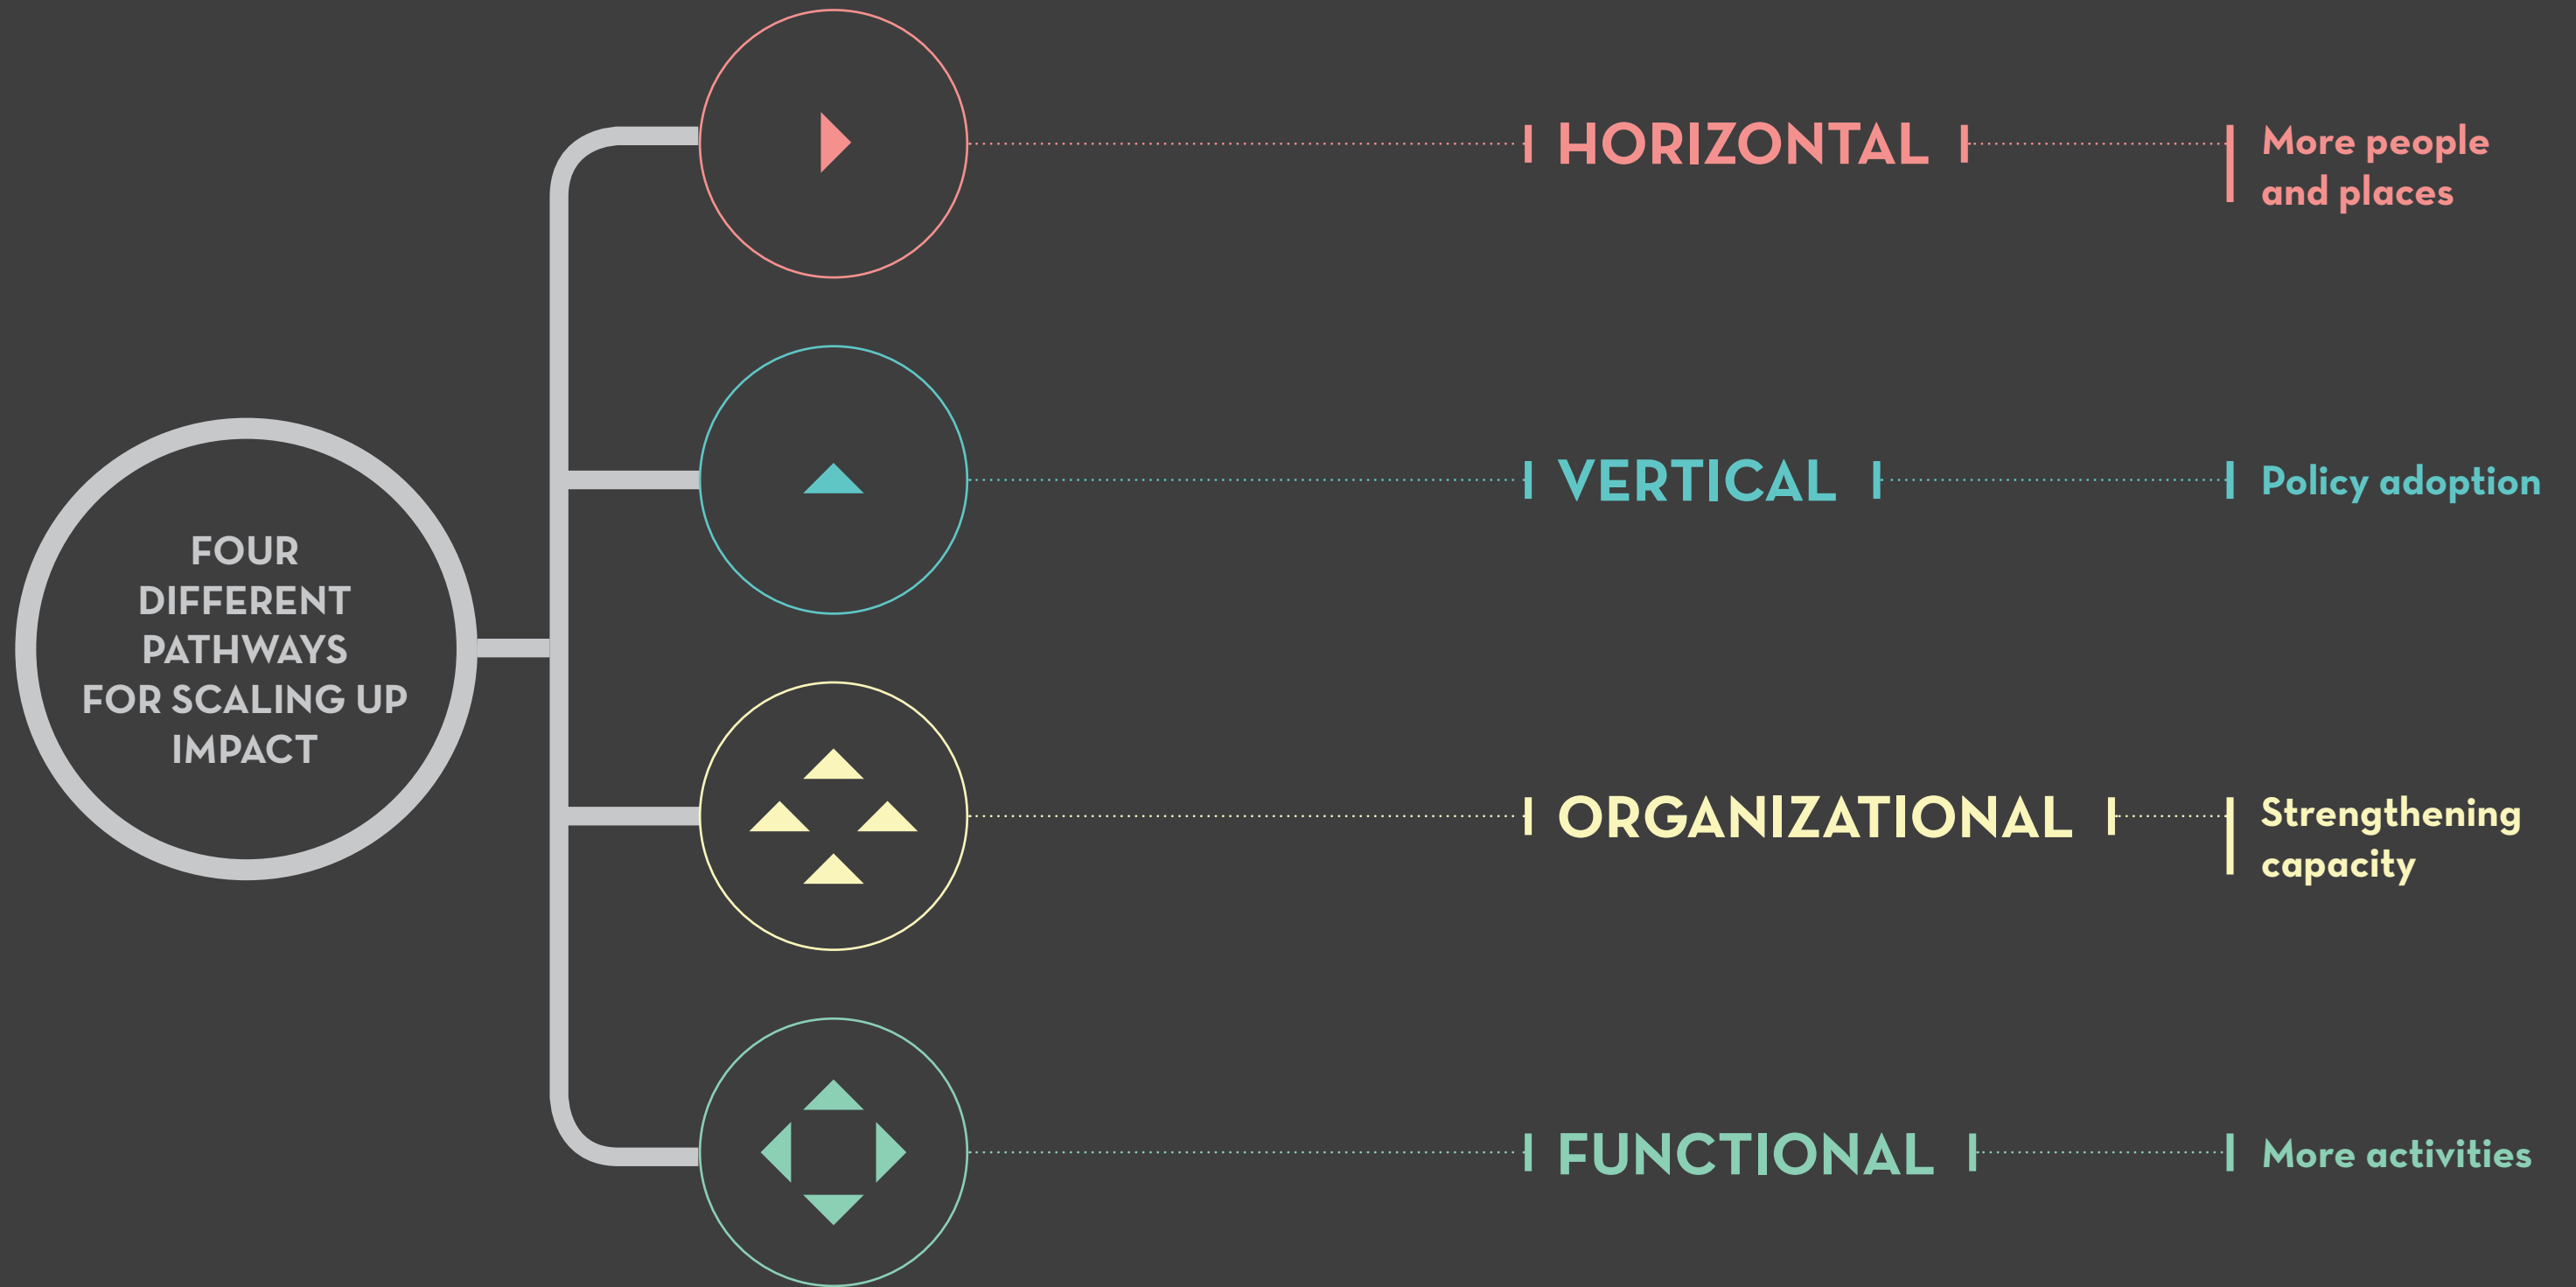 FOUR
DIFFERENT
PATHWAYS
FOR SCALING UP
IMPACT
HORIZONTAL
More people
and places
VERTICAL
Policy adoption
ORGANIZATIONAL
Strengthening
capacity
FUNCTIONAL
More activities